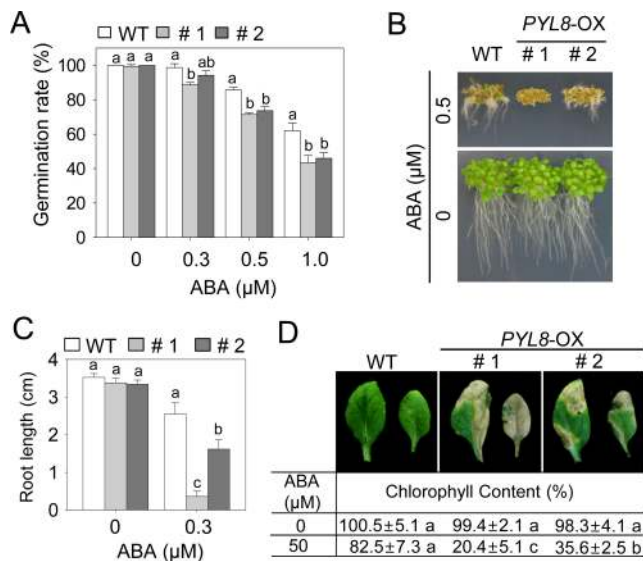 A
WT # 1 # 2
a a a a b ab a b b a b b
100
80
60
40
20
0
Germination rate (%)
0 0.3 0.5 1.0
ABA (µM)
B
PYL8-OX
WT # 1 # 2
0.5
0
ABA (µM)
C
WT # 1 # 2
a a a a c b
4
3
2
1
0
Root length (cm)
0 0.3
ABA (µM)
D
PYL8-OX
WT # 1 # 2
ABA
(µM)
Chlorophyll Content (%)
0 100.5±5.1 a 99.4±2.1 a 98.3±4.1 a
50 82.5±7.3 a 20.4±5.1 c 35.6±2.5 b